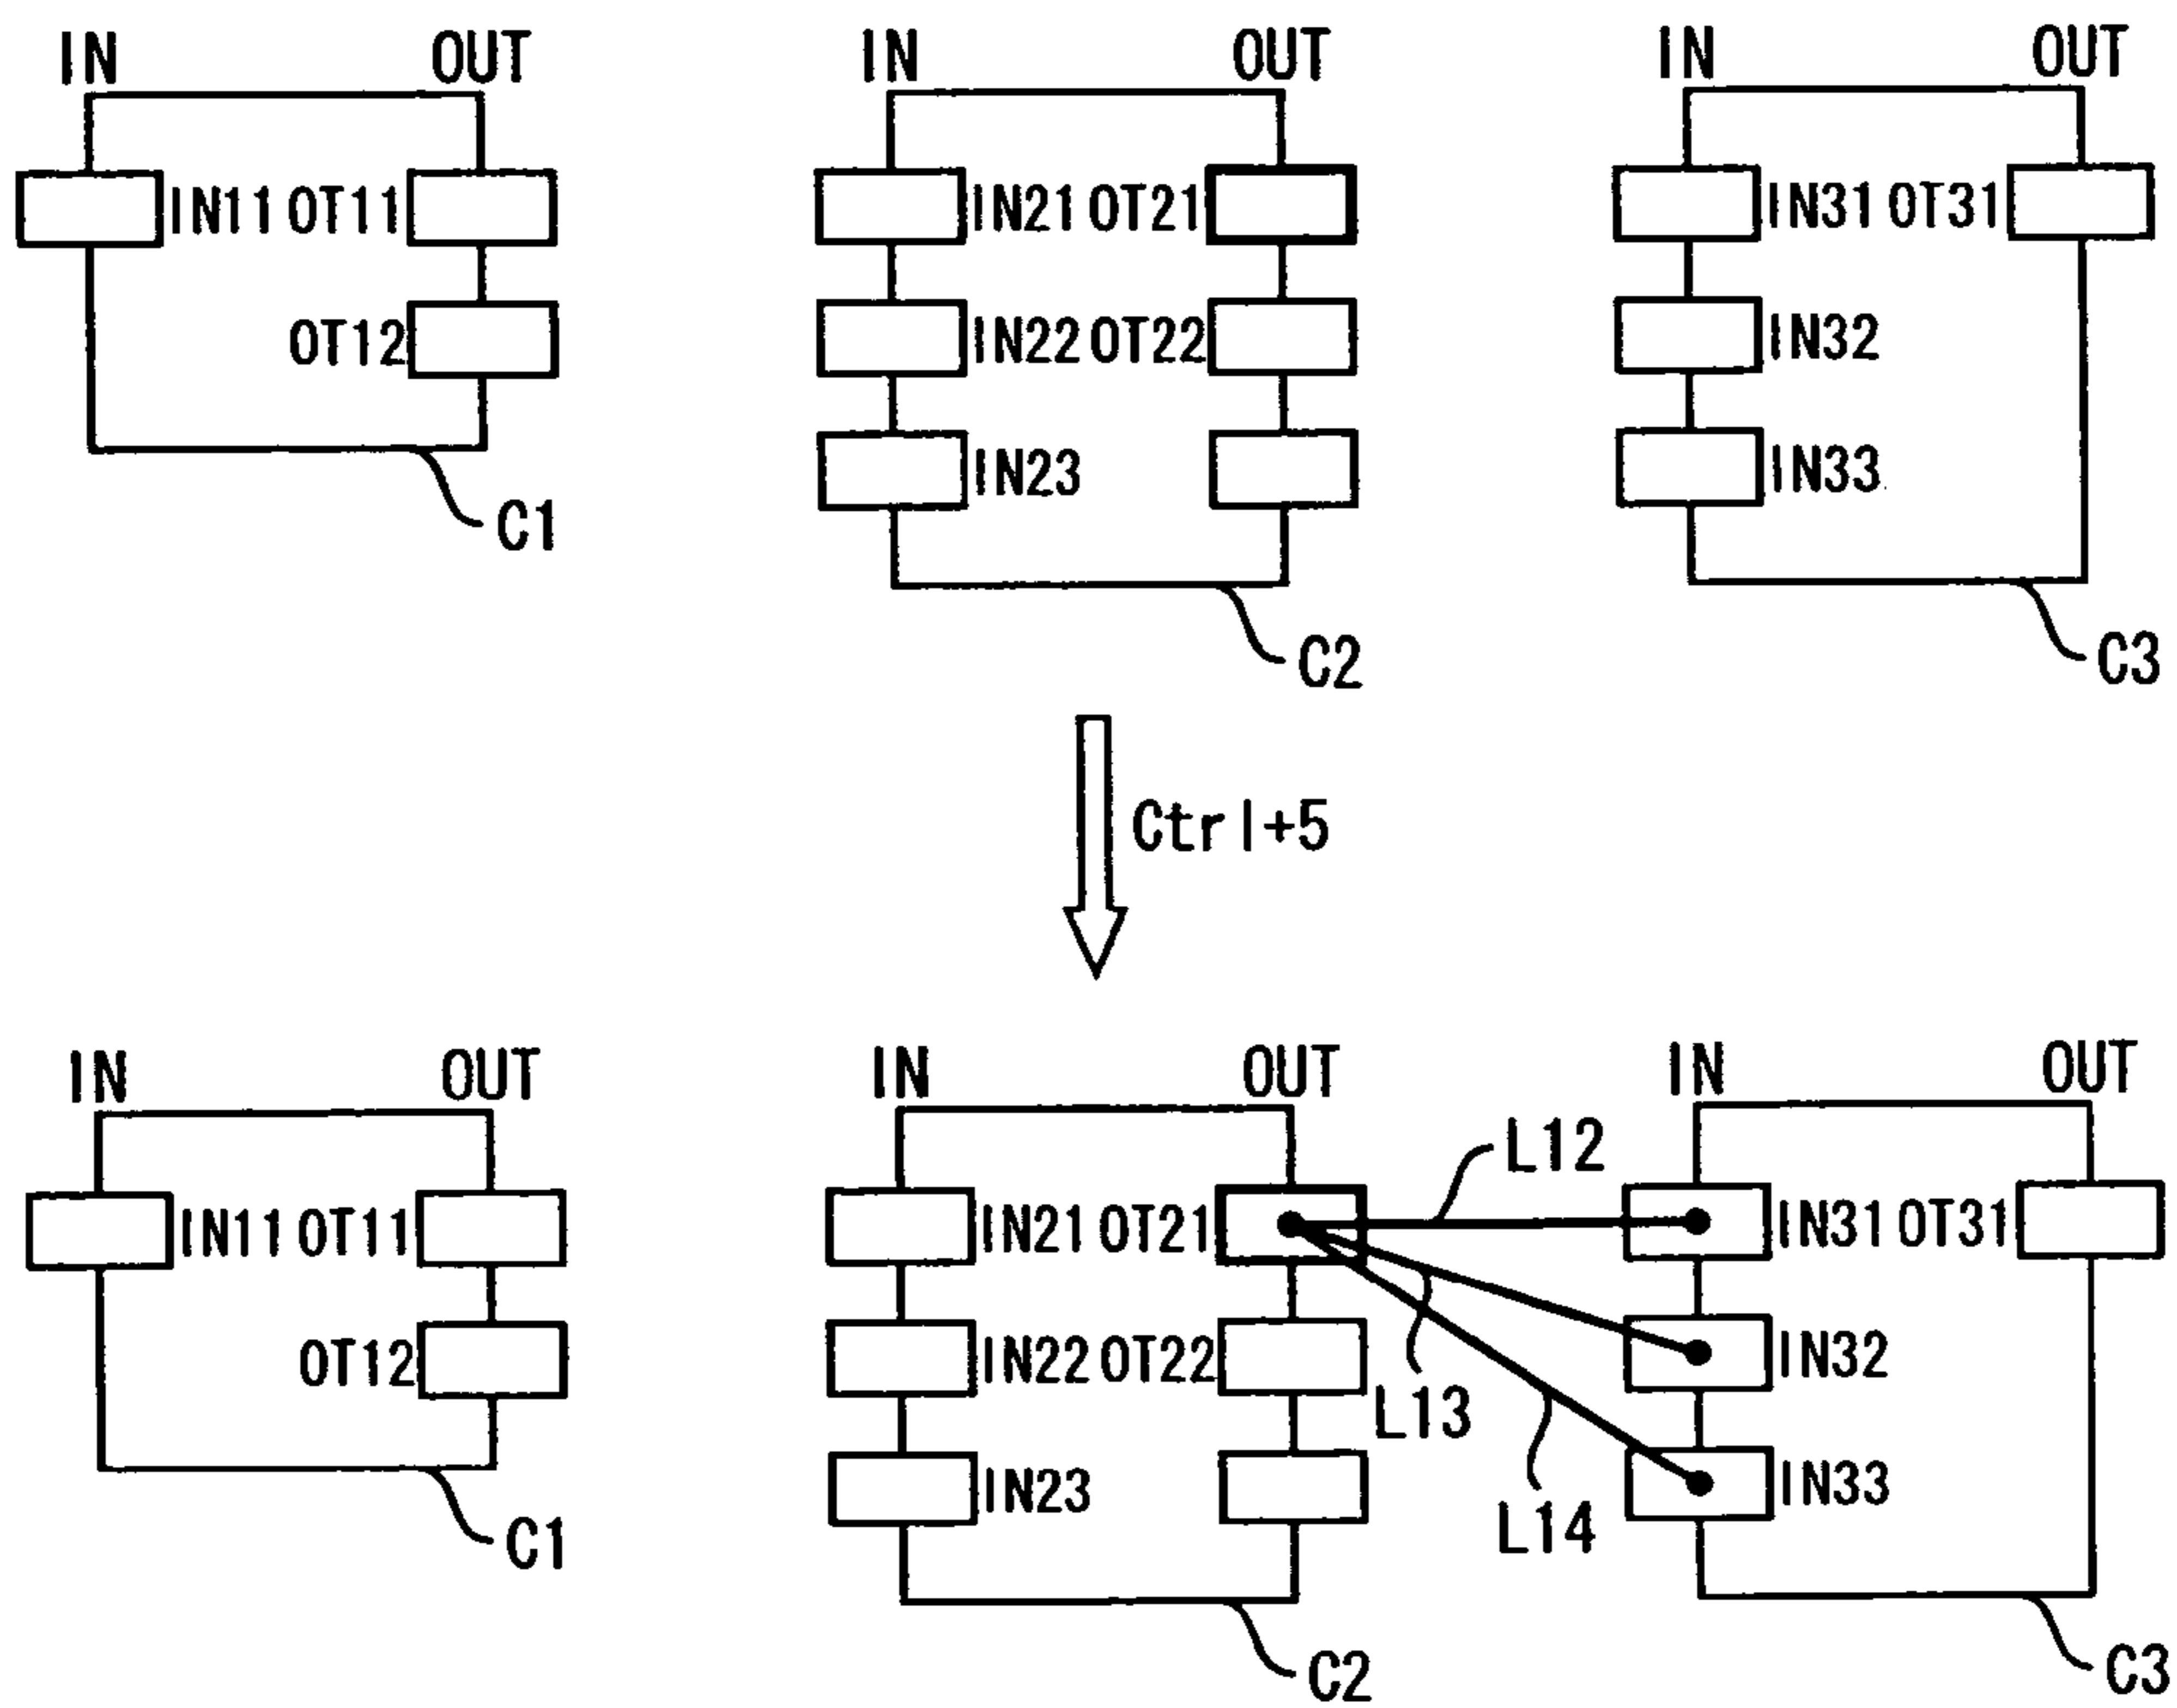 IN OUT IN OUT IN OUT
IN11 OT11 IN21 OT21 IN31 OT31
OT12 IN22 OT22 IN32
IN23 IN33
C1
C2 C3
Ctrl+5
IN OUT IN OUT IN OUT
L12
IN11 OT11 IN21 OT21 IN31 OT31
OT12 IN22 OT22 IN32
L13
IN23 IN33
L14
C1
C2 C3